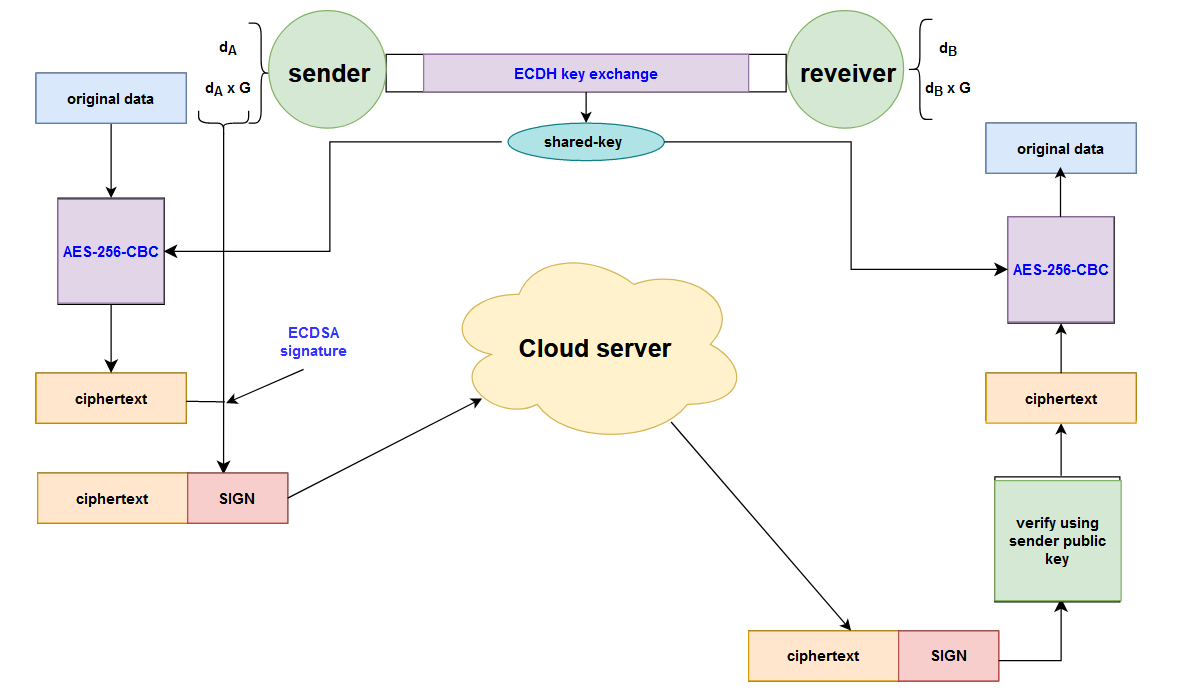 d_A
d_A x G
sender
ECDH key exchange
reveiver
d_B
d_B x G
original data
shared-key
original data
AES-256-CBC
AES-256-CBC
ECDSA
signature
Cloud server
ciphertext
ciphertext
ciphertext
SIGN
verify using
sender public
key
ciphertext
SIGN